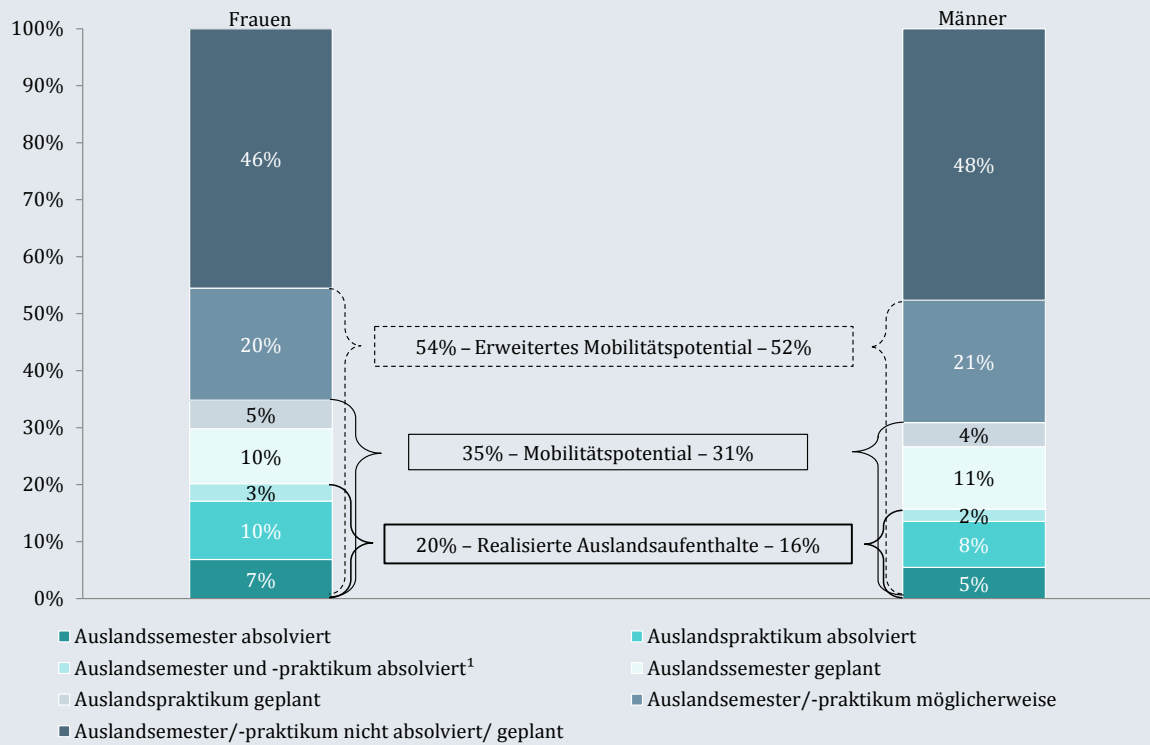 Frauen
Männer
100%
90%
80%
70%
60%
50%
40%
30%
20%
10%
0%
46%
20%
5%
10%
3%
10%
7%
48%
21%
4%
11%
2%
8%
5%
54% – Erweitertes Mobilitätspotential – 52%
35% – Mobilitätspotential – 31%
20% – Realisierte Auslandsaufenthalte – 16%
Auslandssemester absolviert
Auslandspraktikum absolviert
Auslandsemester und -praktikum absolviert¹
Auslandssemester geplant
Auslandspraktikum geplant
Auslandsemester/-praktikum möglicherweise
Auslandsemester/-praktikum nicht absolviert/ geplant